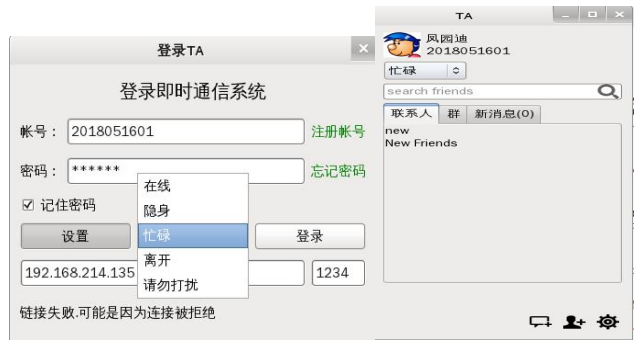 登录TA
登录即时通信系统
帐号：
2018051601
注册帐号
密码：
******
忘记密码
记住密码
在线
隐身
忙碌
离开
请勿打扰
设置
登录
192.168.214.135
1234
链接失败.可能是因为连接被拒绝
TA
风园迪
2018051601
忙碌
search friends
联系人
群
新消息(0)
new
New Friends